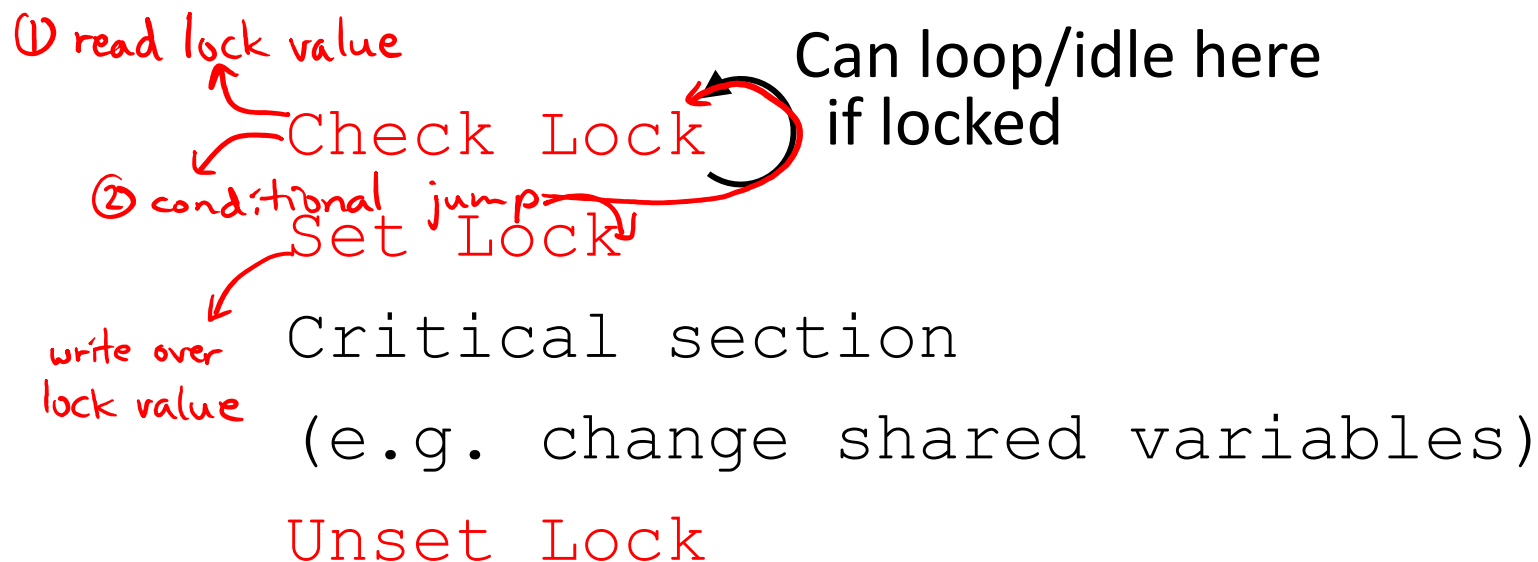 ① read lock value
Can loop/idle here
if locked
Check Lock
② conditional jump
Set Lock
Critical section
write over
lock value
(e.g. change shared variables)
Unset Lock